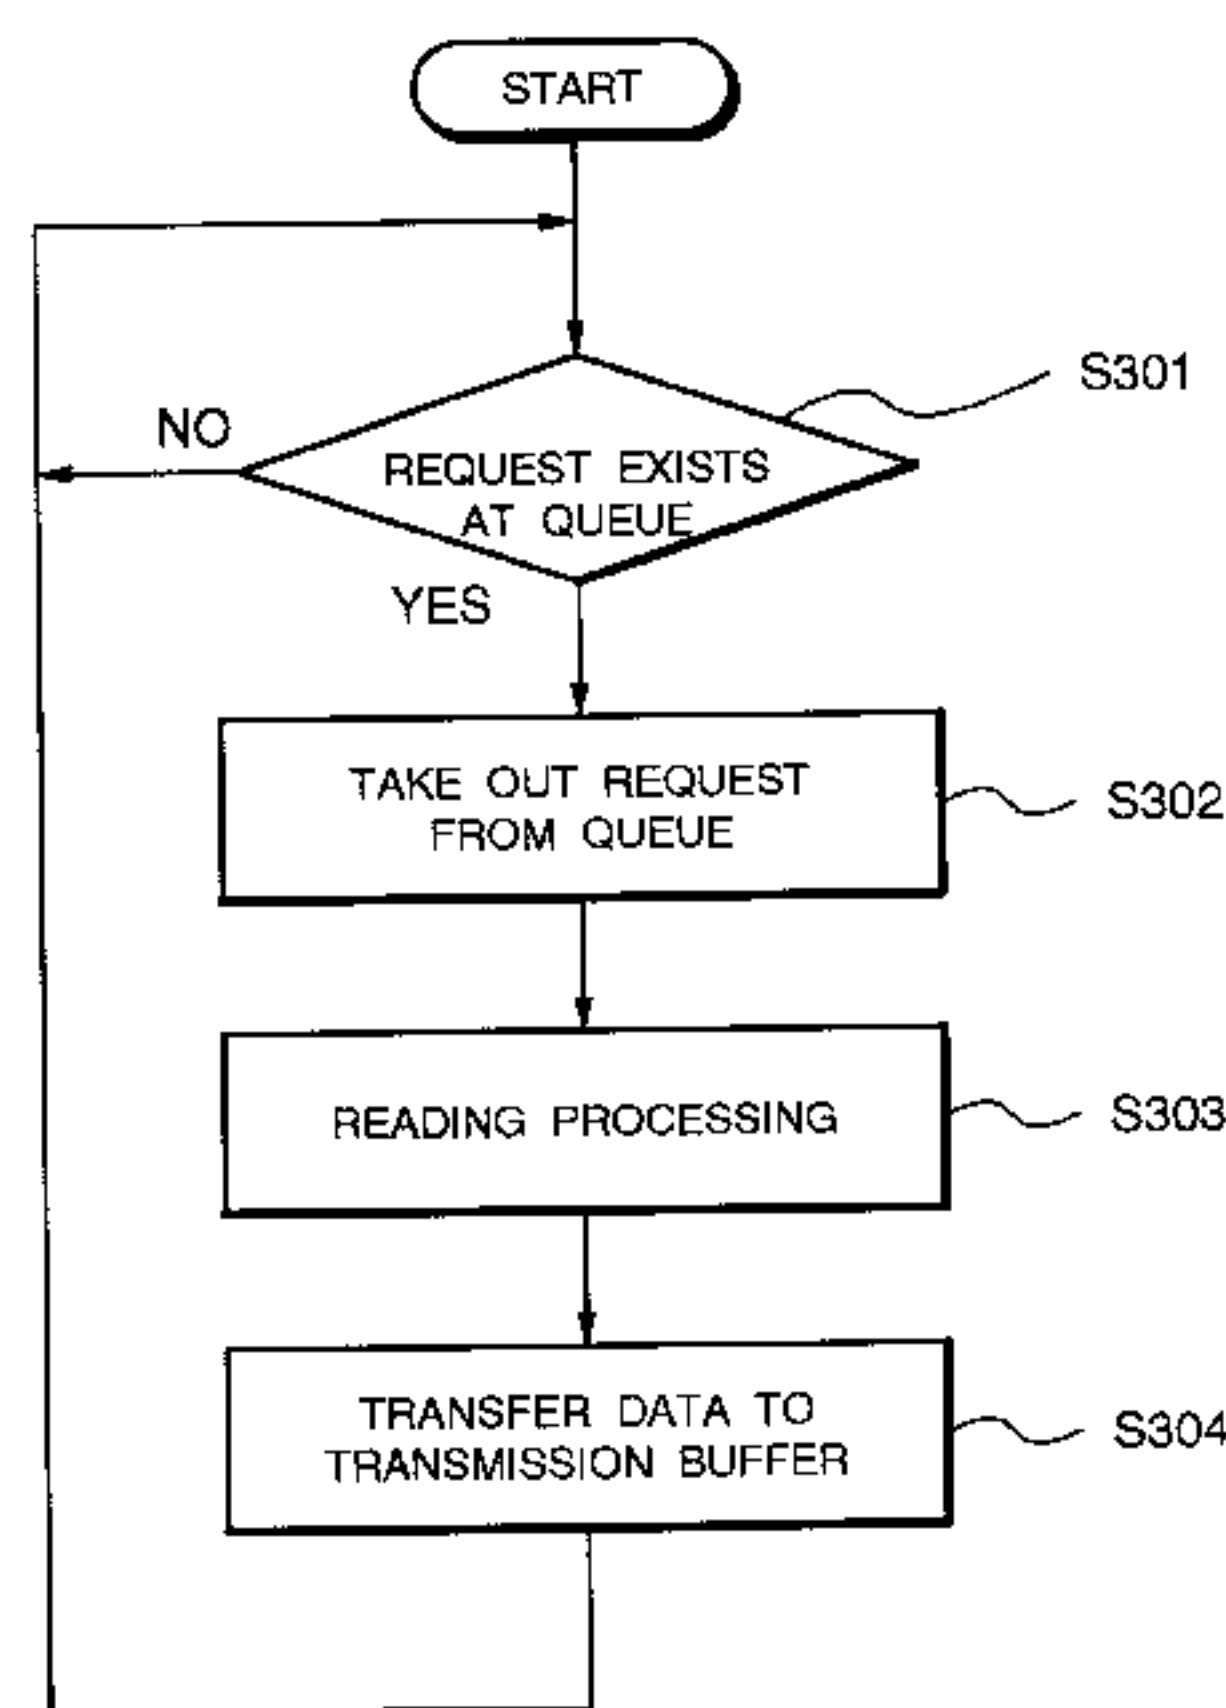 START
S301
NO
REQUEST EXISTS
AT QUEUE
YES
TAKE OUT REQUEST
FROM QUEUE
S302
READING PROCESSING
S303
TRANSFER DATA TO
TRANSMISSION BUFFER
S304